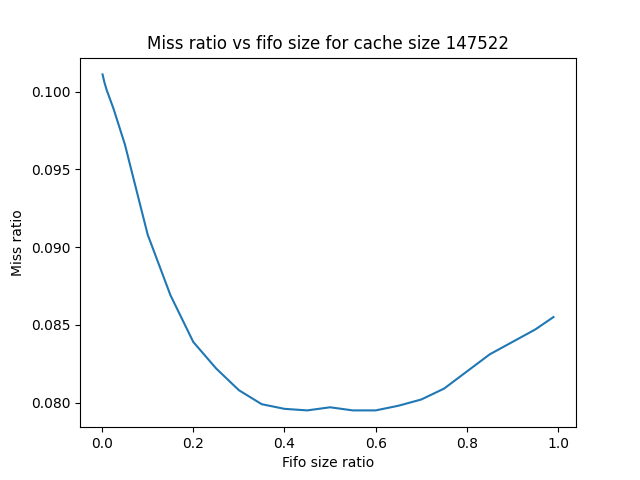 Miss ratio vs fifo size for cache size 147522
0.100
0.095
0.090
0.085
0.080
Miss ratio
0.0 0.2 0.4 0.6 0.8 1.0
Fifo size ratio